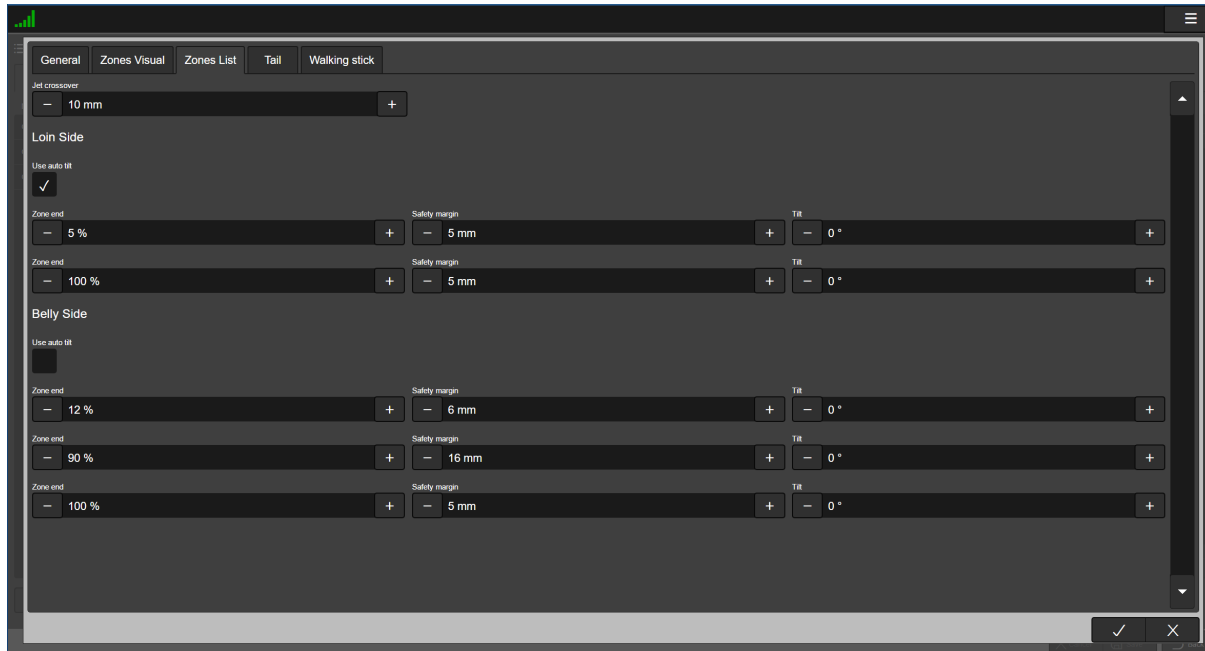 General Zones Visual Zones List Tail Walking stick
Jet crossover
− 10 mm +
Loin Side
Use auto tilt
✓
Zone end Safety margin Tilt
− 5 % + − 5 mm + − 0 ° +
Zone end Safety margin Tilt
− 100 % + − 5 mm + − 0 ° +
Belly Side
Use auto tilt
Zone end Safety margin Tilt
− 12 % + − 6 mm + − 0 ° +
Zone end Safety margin Tilt
− 90 % + − 16 mm + − 0 ° +
Zone end Safety margin Tilt
− 100 % + − 5 mm + − 0 ° +
✓ X
Back